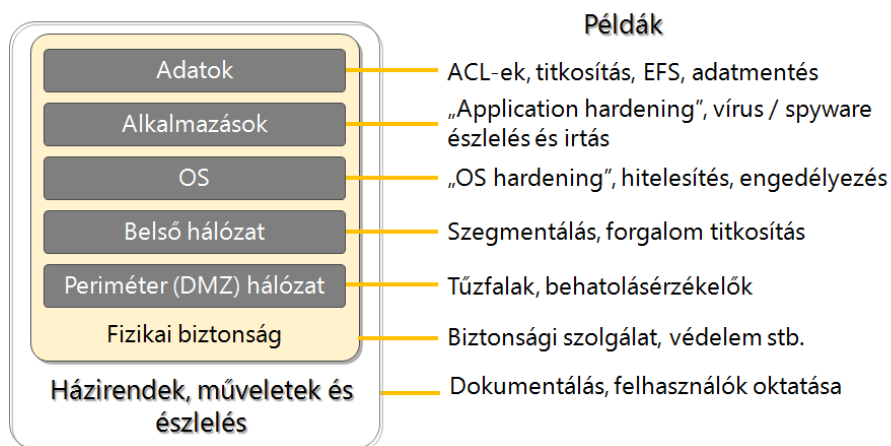 Példák
Adatok
ACL-ek, titkosítás, EFS, adatmentés
Alkalmazások
„Application hardening”, vírus / spyware
észlelés és irtás
OS
„OS hardening”, hitelesítés, engedélyezés
Belső hálózat
Szegmentálás, forgalom titkosítás
Periméter (DMZ) hálózat
Tűzfalak, behatolásérzékelők
Fizikai biztonság
Biztonsági szolgálat, védelem stb.
Házirendek, műveletek és
észlelés
Dokumentálás, felhasználók oktatása